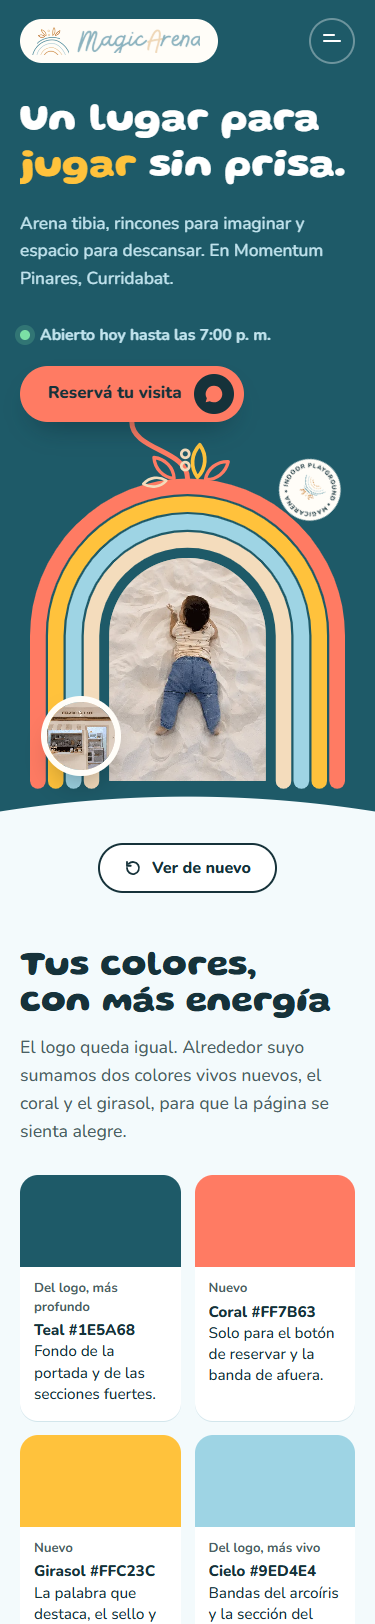 MagicArena
Un lugar para
jugar sin prisa.
Arena tibia, rincones para imaginar y
espacio para descansar. En Momentum
Pinares, Curridabat.
Abierto hoy hasta las 7:00 p. m.
Reservá tu visita
INDOOR PLAYGROUND • MAGICARENA •
Ver de nuevo
Tus colores,
con más energía
El logo queda igual. Alrededor suyo
sumamos dos colores vivos nuevos, el
coral y el girasol, para que la página se
sienta alegre.
Del logo, más
profundo
Teal #1E5A68
Fondo de la
portada y de las
secciones fuertes.
Nuevo
Coral #FF7B63
Solo para el botón
de reservar y la
banda de afuera.
Nuevo
Girasol #FFC23C
La palabra que
destaca, el sello y
Del logo, más vivo
Cielo #9ED4E4
Bandas del arcoíris
y la sección del